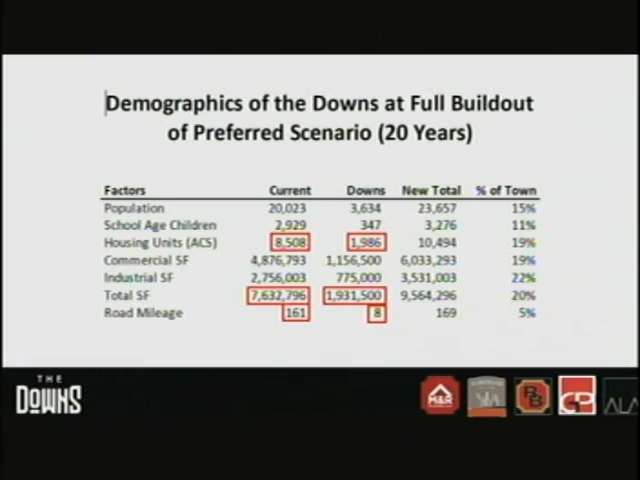 Demographics of the Downs at Full Buildout
of Preferred Scenario (20 Years)
Factors Current Downs New Total % of Town
Population 20,023 3,634 23,657 15%
School Age Children 2,929 347 3,276 11%
Housing Units (ACS) 8,508 1,986 10,494 19%
Commercial SF 4,876,793 1,156,500 6,033,293 19%
Industrial SF 2,756,003 775,000 3,531,003 22%
Total SF 7,632,796 1,931,500 9,564,296 20%
Road Mileage 161 8 169 5%
THE
DOWNS
M&R
RB
GP
ALA